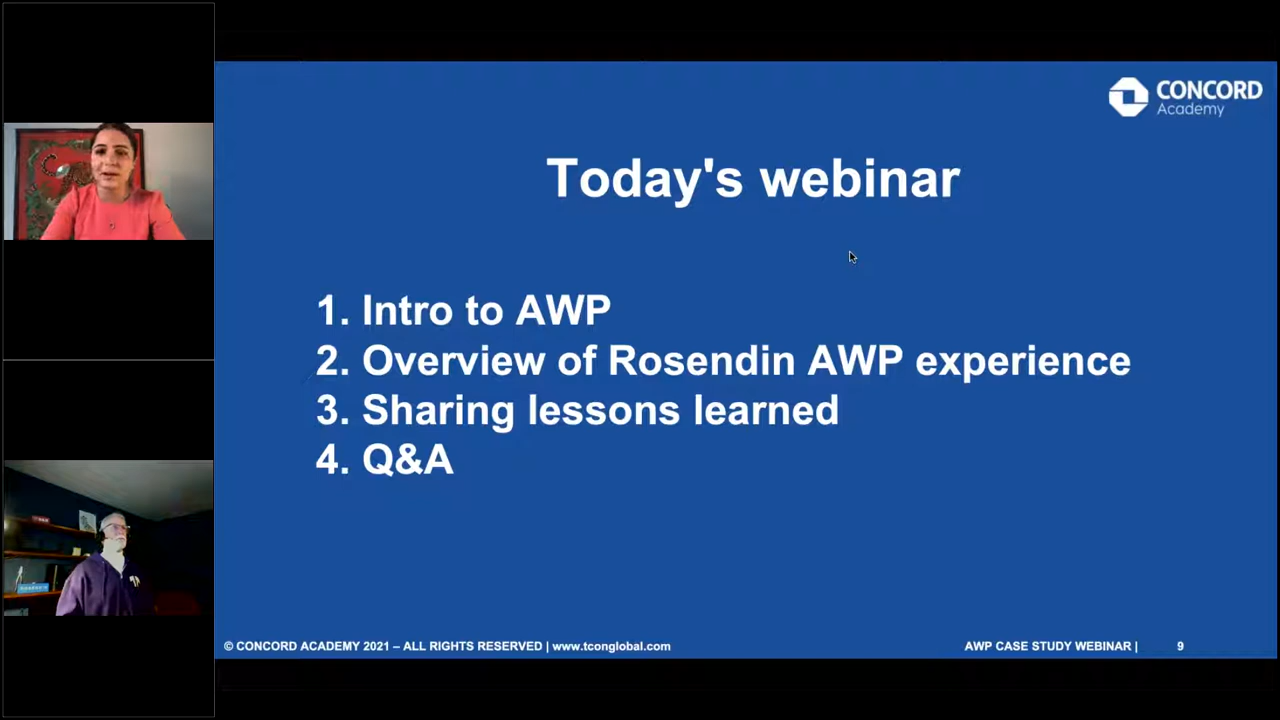 CONCORD
Academy
Today's webinar
1. Intro to AWP
2. Overview of Rosendin AWP experience
3. Sharing lessons learned
4. Q&A
© CONCORD ACADEMY 2021 – ALL RIGHTS RESERVED | www.tconglobal.com
AWP CASE STUDY WEBINAR | 9